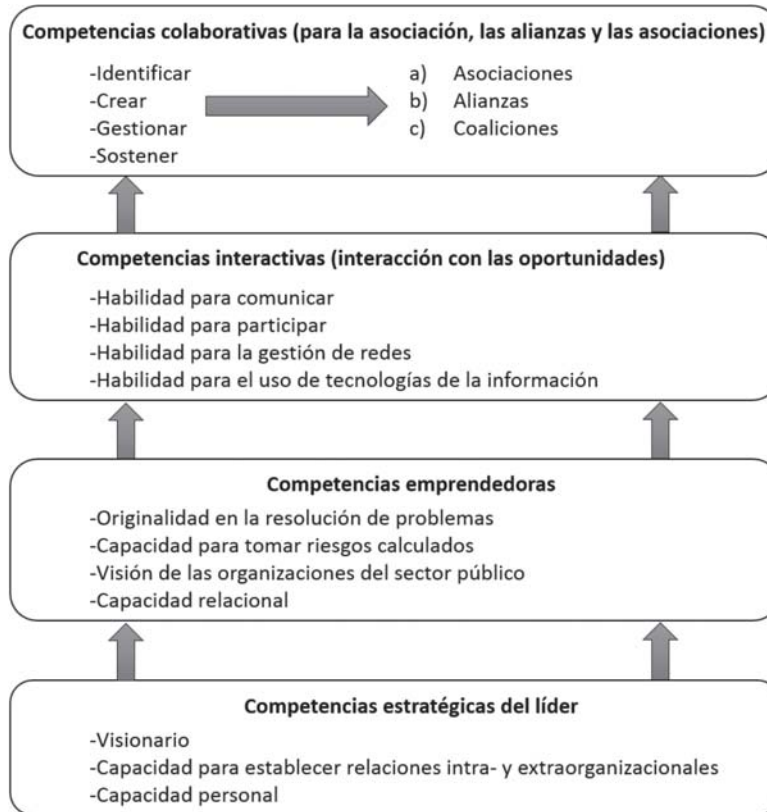 Competencias colaborativas (para la asociación, las alianzas y las asociaciones)
-Identificar
-Crear
-Gestionar
-Sostener
a) Asociaciones
b) Alianzas
c) Coaliciones
Competencias interactivas (interacción con las oportunidades)
-Habilidad para comunicar
-Habilidad para participar
-Habilidad para la gestión de redes
-Habilidad para el uso de tecnologías de la información
Competencias emprendedoras
-Originalidad en la resolución de problemas
-Capacidad para tomar riesgos calculados
-Visión de las organizaciones del sector público
-Capacidad relacional
Competencias estratégicas del líder
-Visionario
-Capacidad para establecer relaciones intra- y extraorganizacionales
-Capacidad personal